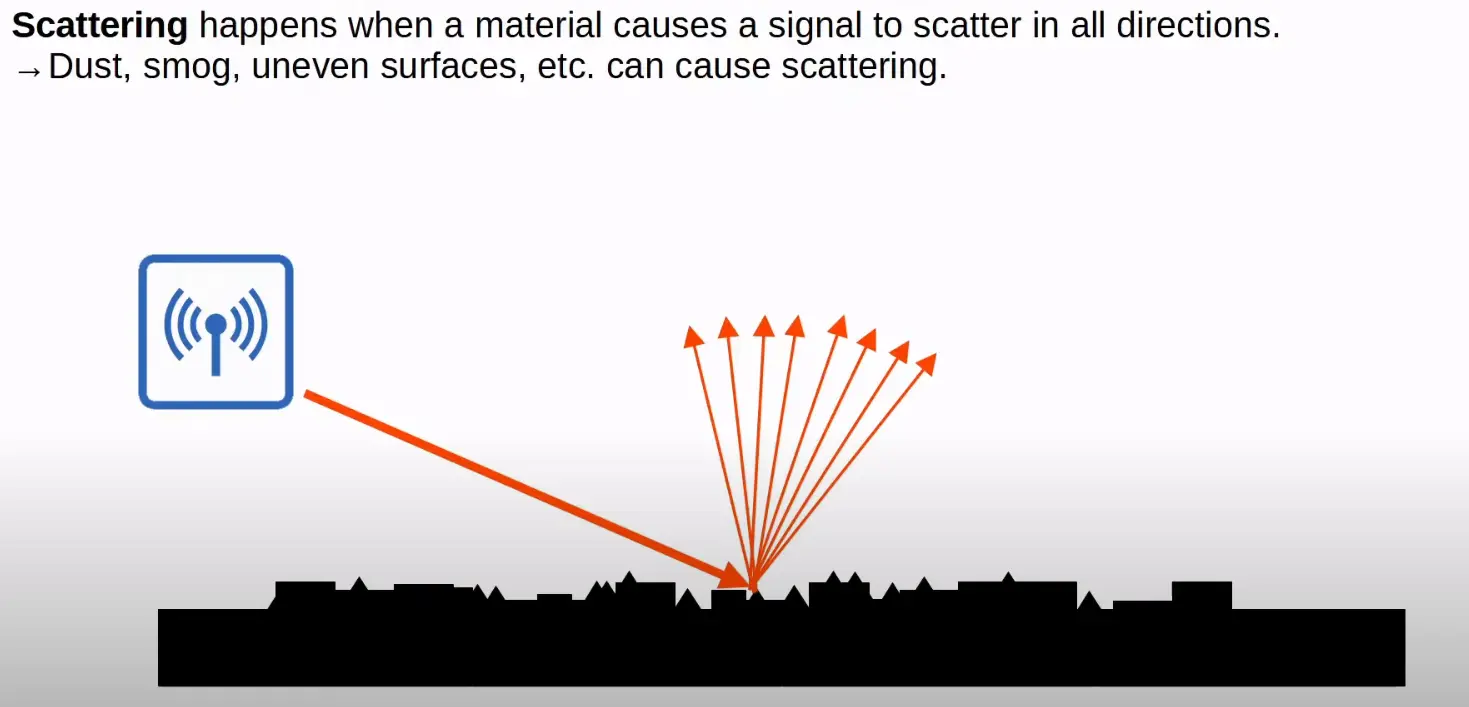 Scattering happens when a material causes a signal to scatter in all directions.
→Dust, smog, uneven surfaces, etc. can cause scattering.